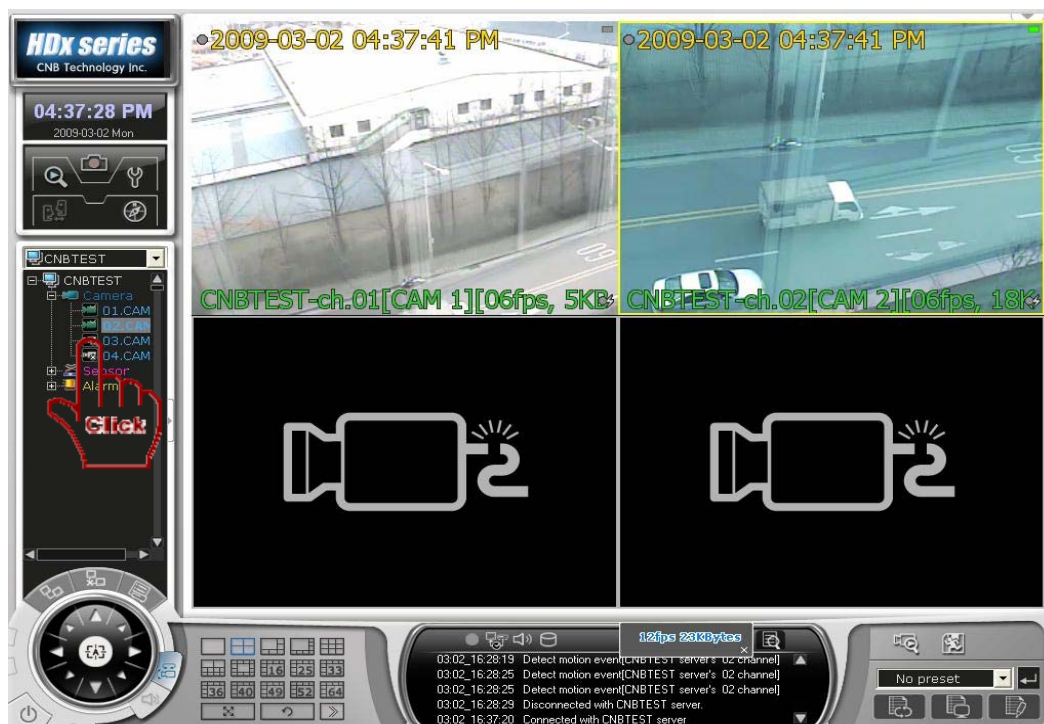 HDx series
CNB Technology Inc.
04:37:28 PM
2009-03-02 Mon
CNBTEST
CNBTEST
Camera
01.CAM
02.CAM
03.CAM
04.CAM
Sensor
Alarm
Click
2009-03-02 04:37:41 PM
2009-03-02 04:37:41 PM
CNBTEST-ch.01[CAM 1][06fps, 5KB
CNBTEST-ch.02[CAM 2][06fps, 18K
16 25 33
36 40 49 52 64
12fps 23KBytes
03:02_16:28:19 Detect motion event[CNBTEST server's 02 channel]
03:02_16:28:25 Detect motion event[CNBTEST server's 02 channel]
03:02_16:28:25 Detect motion event[CNBTEST server's 02 channel]
03:02_16:28:29 Disconnected with CNBTEST server.
03:02_16:37:20 Connected with CNBTEST server
No preset